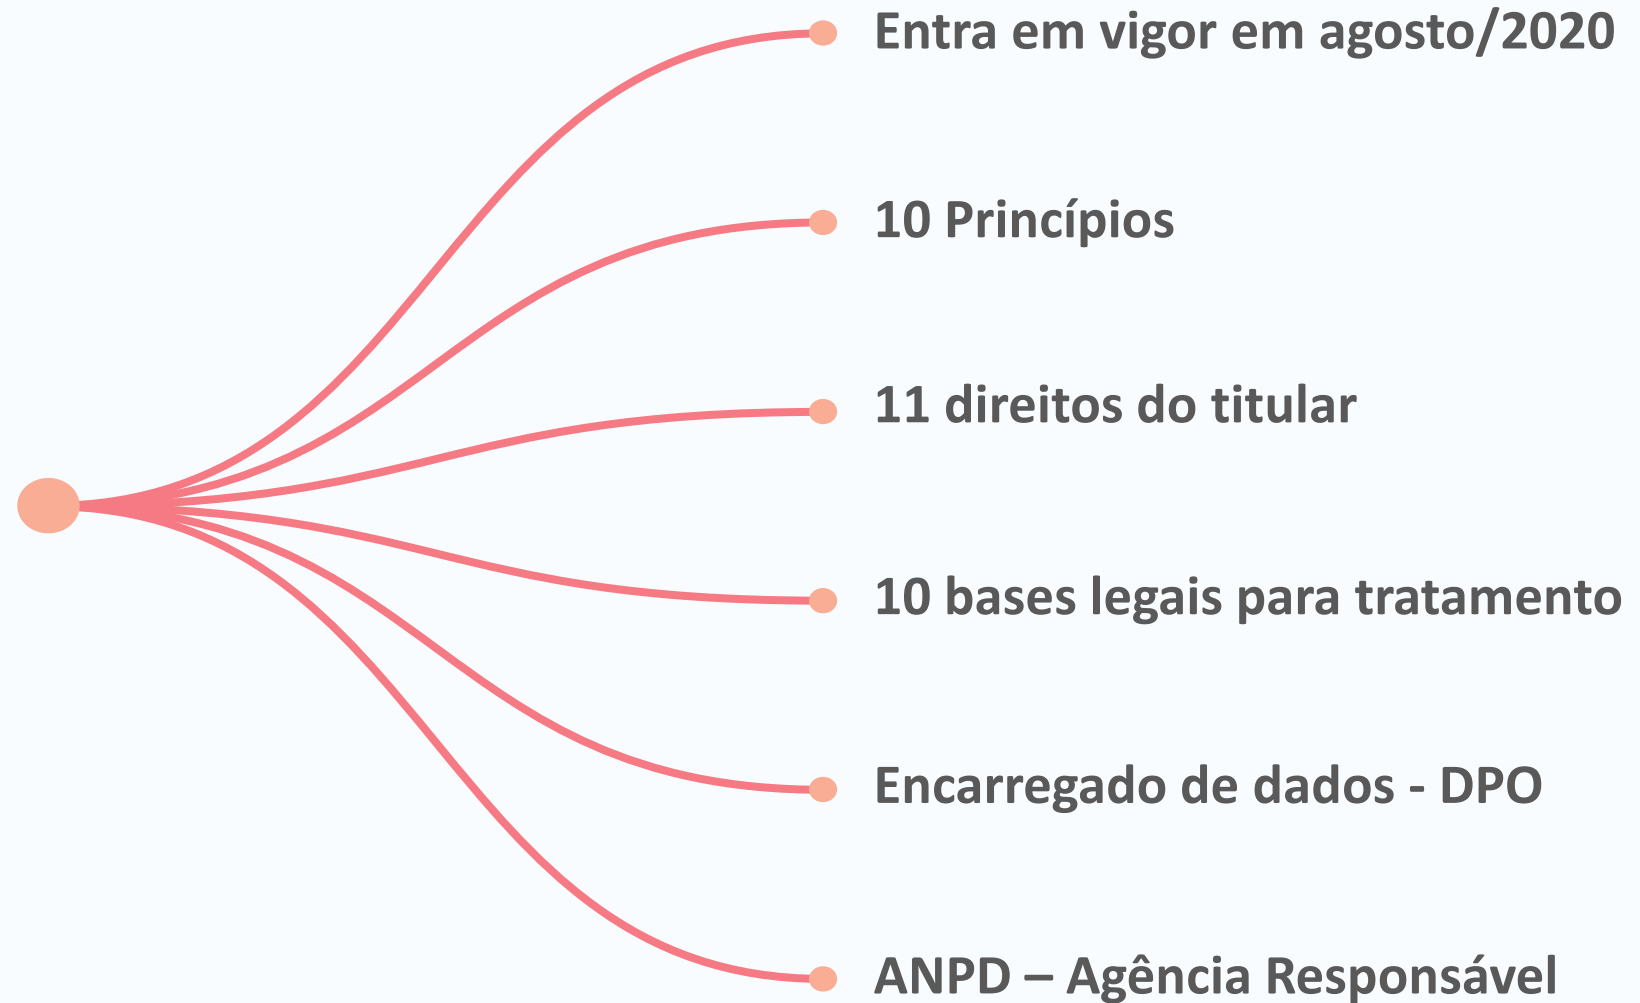 Entra em vigor em agosto/2020
10 Princípios
11 direitos do titular
10 bases legais para tratamento
Encarregado de dados - DPO
ANPD – Agência Responsável